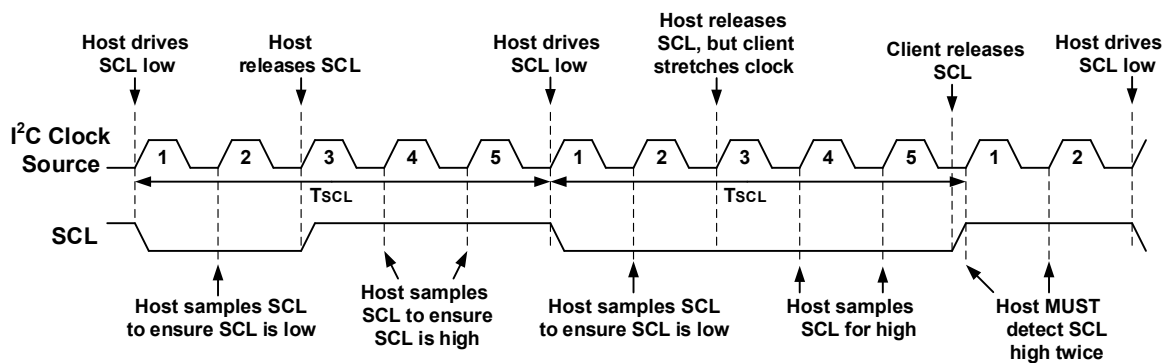 Host drives
SCL low
Host
releases SCL
Host drives
SCL low
Host releases
SCL, but client
stretches clock
Client releases
SCL
Host drives
SCL low
I²C Clock
Source
1 2 3 4 5 1 2 3 4 5 1 2
TSCL TSCL
SCL
Host samples SCL
to ensure SCL is low
Host samples
SCL to ensure
SCL is high
Host samples SCL
to ensure SCL is low
Host samples
SCL for high
Host MUST
detect SCL
high twice